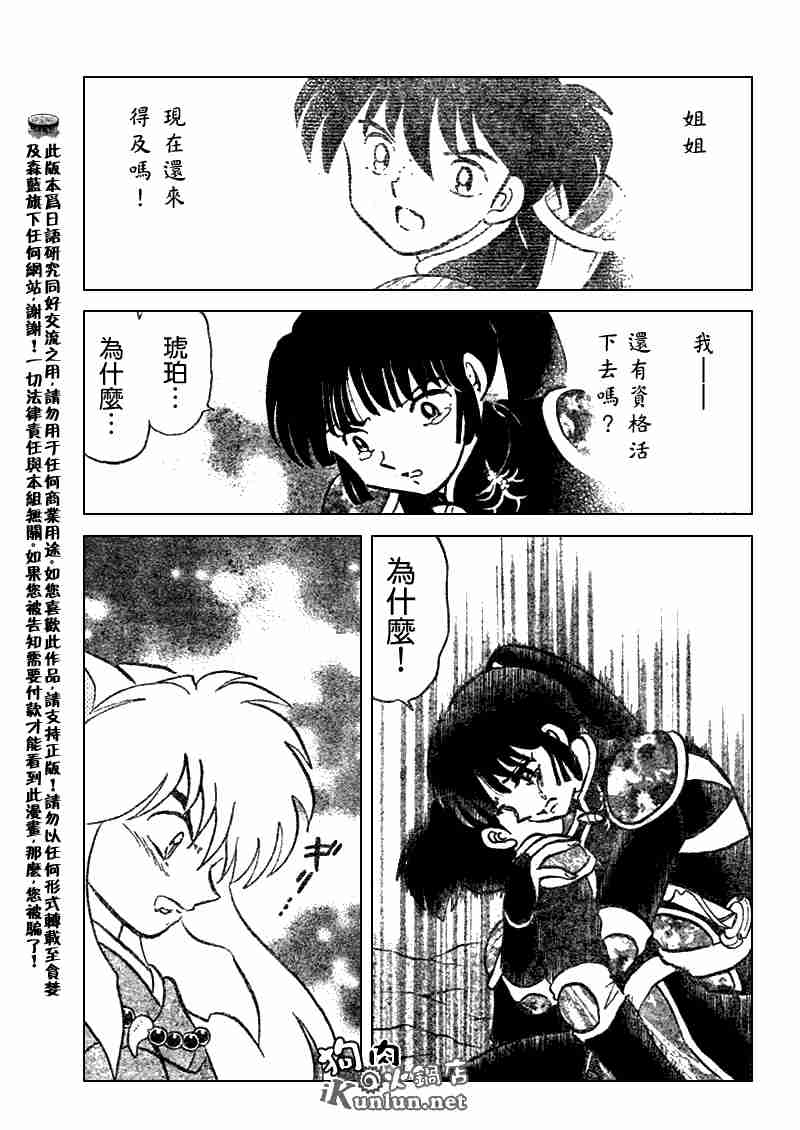 姐姐
現在還來
得及嗎！
我——
還有資格活
下去嗎？
琥珀…
為什麼…
為什麼！
ギリ
此版本爲日語研究同好交流之用，請勿用于任何商業用途。如您喜歡此作品，請支持正版！請勿以任何形式轉載至貪婪
及森藍旗下任何網站，謝謝！一切法律責任與本組無關。如果您被告知需要付款才能看到此漫畫，那麽，您被騙了！
狗肉
火鍋店
iKunlun.net